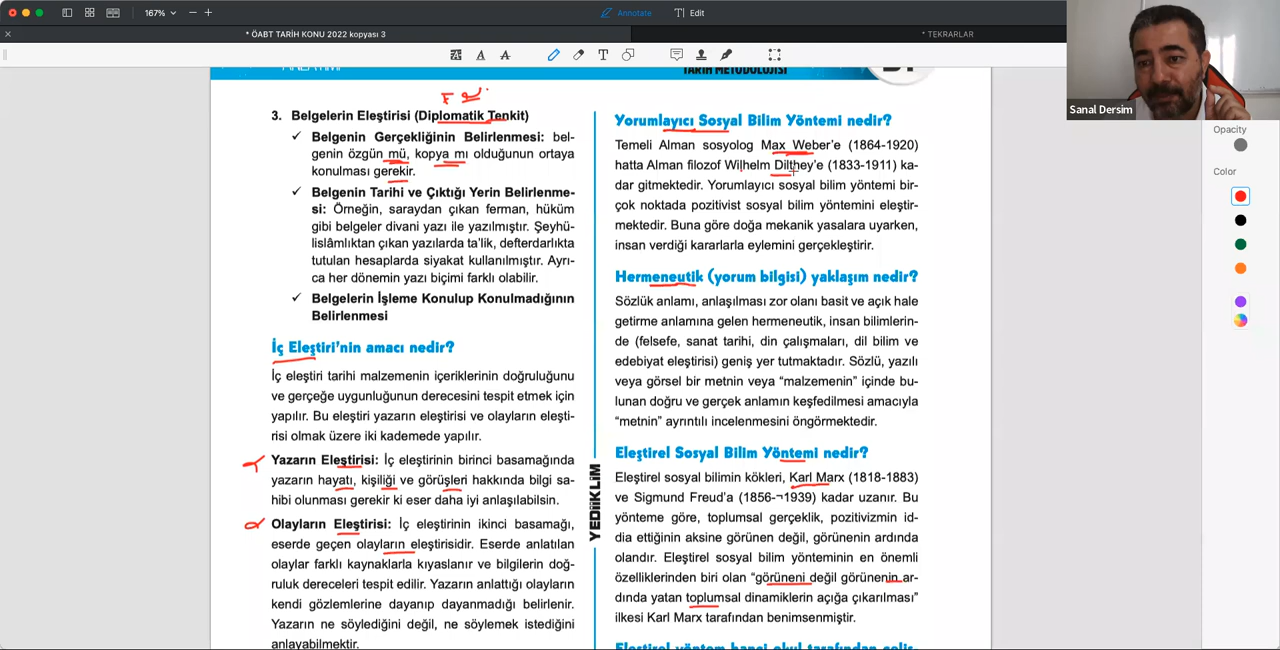 167%
Annotate
Edit
* ÖABT TARİH KONU 2022 kopyası 3
* TEKRARLAR
Sanal Dersim
Opacity
Color
ANLATIMI
TARİH METODOLOJİSİ
3. Belgelerin Eleştirisi (Diplomatik Tenkit)
✓ Belgenin Gerçekliğinin Belirlenmesi: bel-
genin özgün mü, kopya mı olduğunun ortaya
konulması gerekir.
✓ Belgenin Tarihi ve Çıktığı Yerin Belirlenme-
si: Örneğin, saraydan çıkan ferman, hüküm
gibi belgeler divani yazı ile yazılmıştır. Şeyhü-
lislâmlıktan çıkan yazılarda ta’lik, defterdarlıkta
tutulan hesaplarda siyakat kullanılmıştır. Ayrı-
ca her dönemin yazı biçimi farklı olabilir.
✓ Belgelerin İşleme Konulup Konulmadığının
Belirlenmesi
İç Eleştiri’nin amacı nedir?
İç eleştiri tarihi malzemenin içeriklerinin doğruluğunu
ve gerçeğe uygunluğunun derecesini tespit etmek için
yapılır. Bu eleştiri yazarın eleştirisi ve olayların eleşti-
risi olmak üzere iki kademede yapılır.
Yazarın Eleştirisi: İç eleştirinin birinci basamağında
yazarın hayatı, kişiliği ve görüşleri hakkında bilgi sa-
hibi olunması gerekir ki eser daha iyi anlaşılabilsin.
Olayların Eleştirisi: İç eleştirinin ikinci basamağı,
eserde geçen olayların eleştirisidir. Eserde anlatılan
olaylar farklı kaynaklarla kıyaslanır ve bilgilerin doğ-
ruluk dereceleri tespit edilir. Yazarın anlattığı olayların
kendi gözlemlerine dayanıp dayanmadığı belirlenir.
Yazarın ne söylediğini değil, ne söylemek istediğini
anlayabilmektir.
YEDİİKLİM
Yorumlayıcı Sosyal Bilim Yöntemi nedir?
Temeli Alman sosyolog Max Weber’e (1864-1920)
hatta Alman filozof Wilhelm Dilthey’e (1833-1911) ka-
dar gitmektedir. Yorumlayıcı sosyal bilim yöntemi bir-
çok noktada pozitivist sosyal bilim yöntemini eleştir-
mektedir. Buna göre doğa mekanik yasalara uyarken,
insan verdiği kararlarla eylemini gerçekleştirir.
Hermeneutik (yorum bilgisi) yaklaşım nedir?
Sözlük anlamı, anlaşılması zor olanı basit ve açık hale
getirme anlamına gelen hermeneutik, insan bilimlerin-
de (felsefe, sanat tarihi, din çalışmaları, dil bilim ve
edebiyat eleştirisi) geniş yer tutmaktadır. Sözlü, yazılı
veya görsel bir metnin veya “malzemenin” içinde bu-
lunan doğru ve gerçek anlamın keşfedilmesi amacıyla
“metnin” ayrıntılı incelenmesini öngörmektedir.
Eleştirel Sosyal Bilim Yöntemi nedir?
Eleştirel sosyal bilimin kökleri, Karl Marx (1818-1883)
ve Sigmund Freud’a (1856-¬1939) kadar uzanır. Bu
yönteme göre, toplumsal gerçeklik, pozitivizmin id-
dia ettiğinin aksine görünen değil, görünenin ardında
olandır. Eleştirel sosyal bilim yönteminin en önemli
özelliklerinden biri olan “görüneni değil görünenin ar-
dında yatan toplumsal dinamiklerin açığa çıkarılması”
ilkesi Karl Marx tarafından benimsenmiştir.
Eleştirel yöntem hangi okul tarafından geliş-